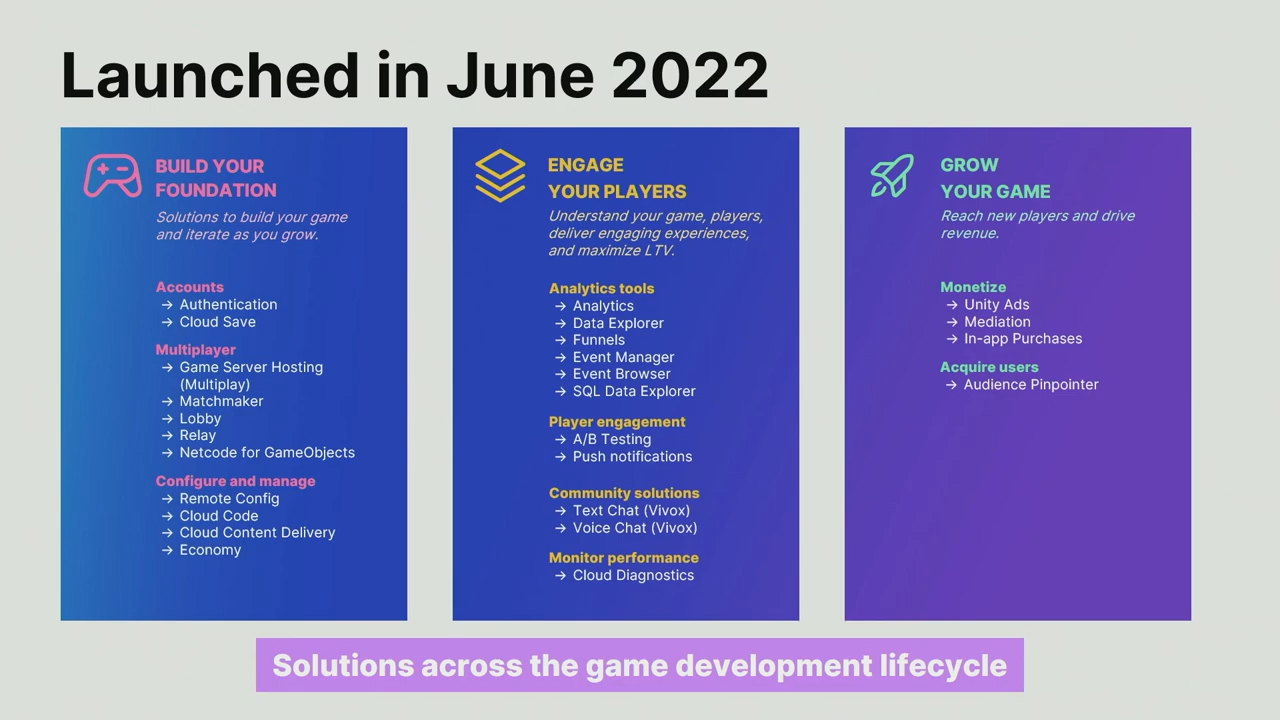 Launched in June 2022
BUILD YOUR
FOUNDATION
Solutions to build your game
and iterate as you grow.
Accounts
→ Authentication
→ Cloud Save
Multiplayer
→ Game Server Hosting
(Multiplay)
→ Matchmaker
→ Lobby
→ Relay
→ Netcode for GameObjects
Configure and manage
→ Remote Config
→ Cloud Code
→ Cloud Content Delivery
→ Economy
ENGAGE
YOUR PLAYERS
Understand your game, players,
deliver engaging experiences,
and maximize LTV.
Analytics tools
→ Analytics
→ Data Explorer
→ Funnels
→ Event Manager
→ Event Browser
→ SQL Data Explorer
Player engagement
→ A/B Testing
→ Push notifications
Community solutions
→ Text Chat (Vivox)
→ Voice Chat (Vivox)
Monitor performance
→ Cloud Diagnostics
GROW
YOUR GAME
Reach new players and drive
revenue.
Monetize
→ Unity Ads
→ Mediation
→ In-app Purchases
Acquire users
→ Audience Pinpointer
Solutions across the game development lifecycle